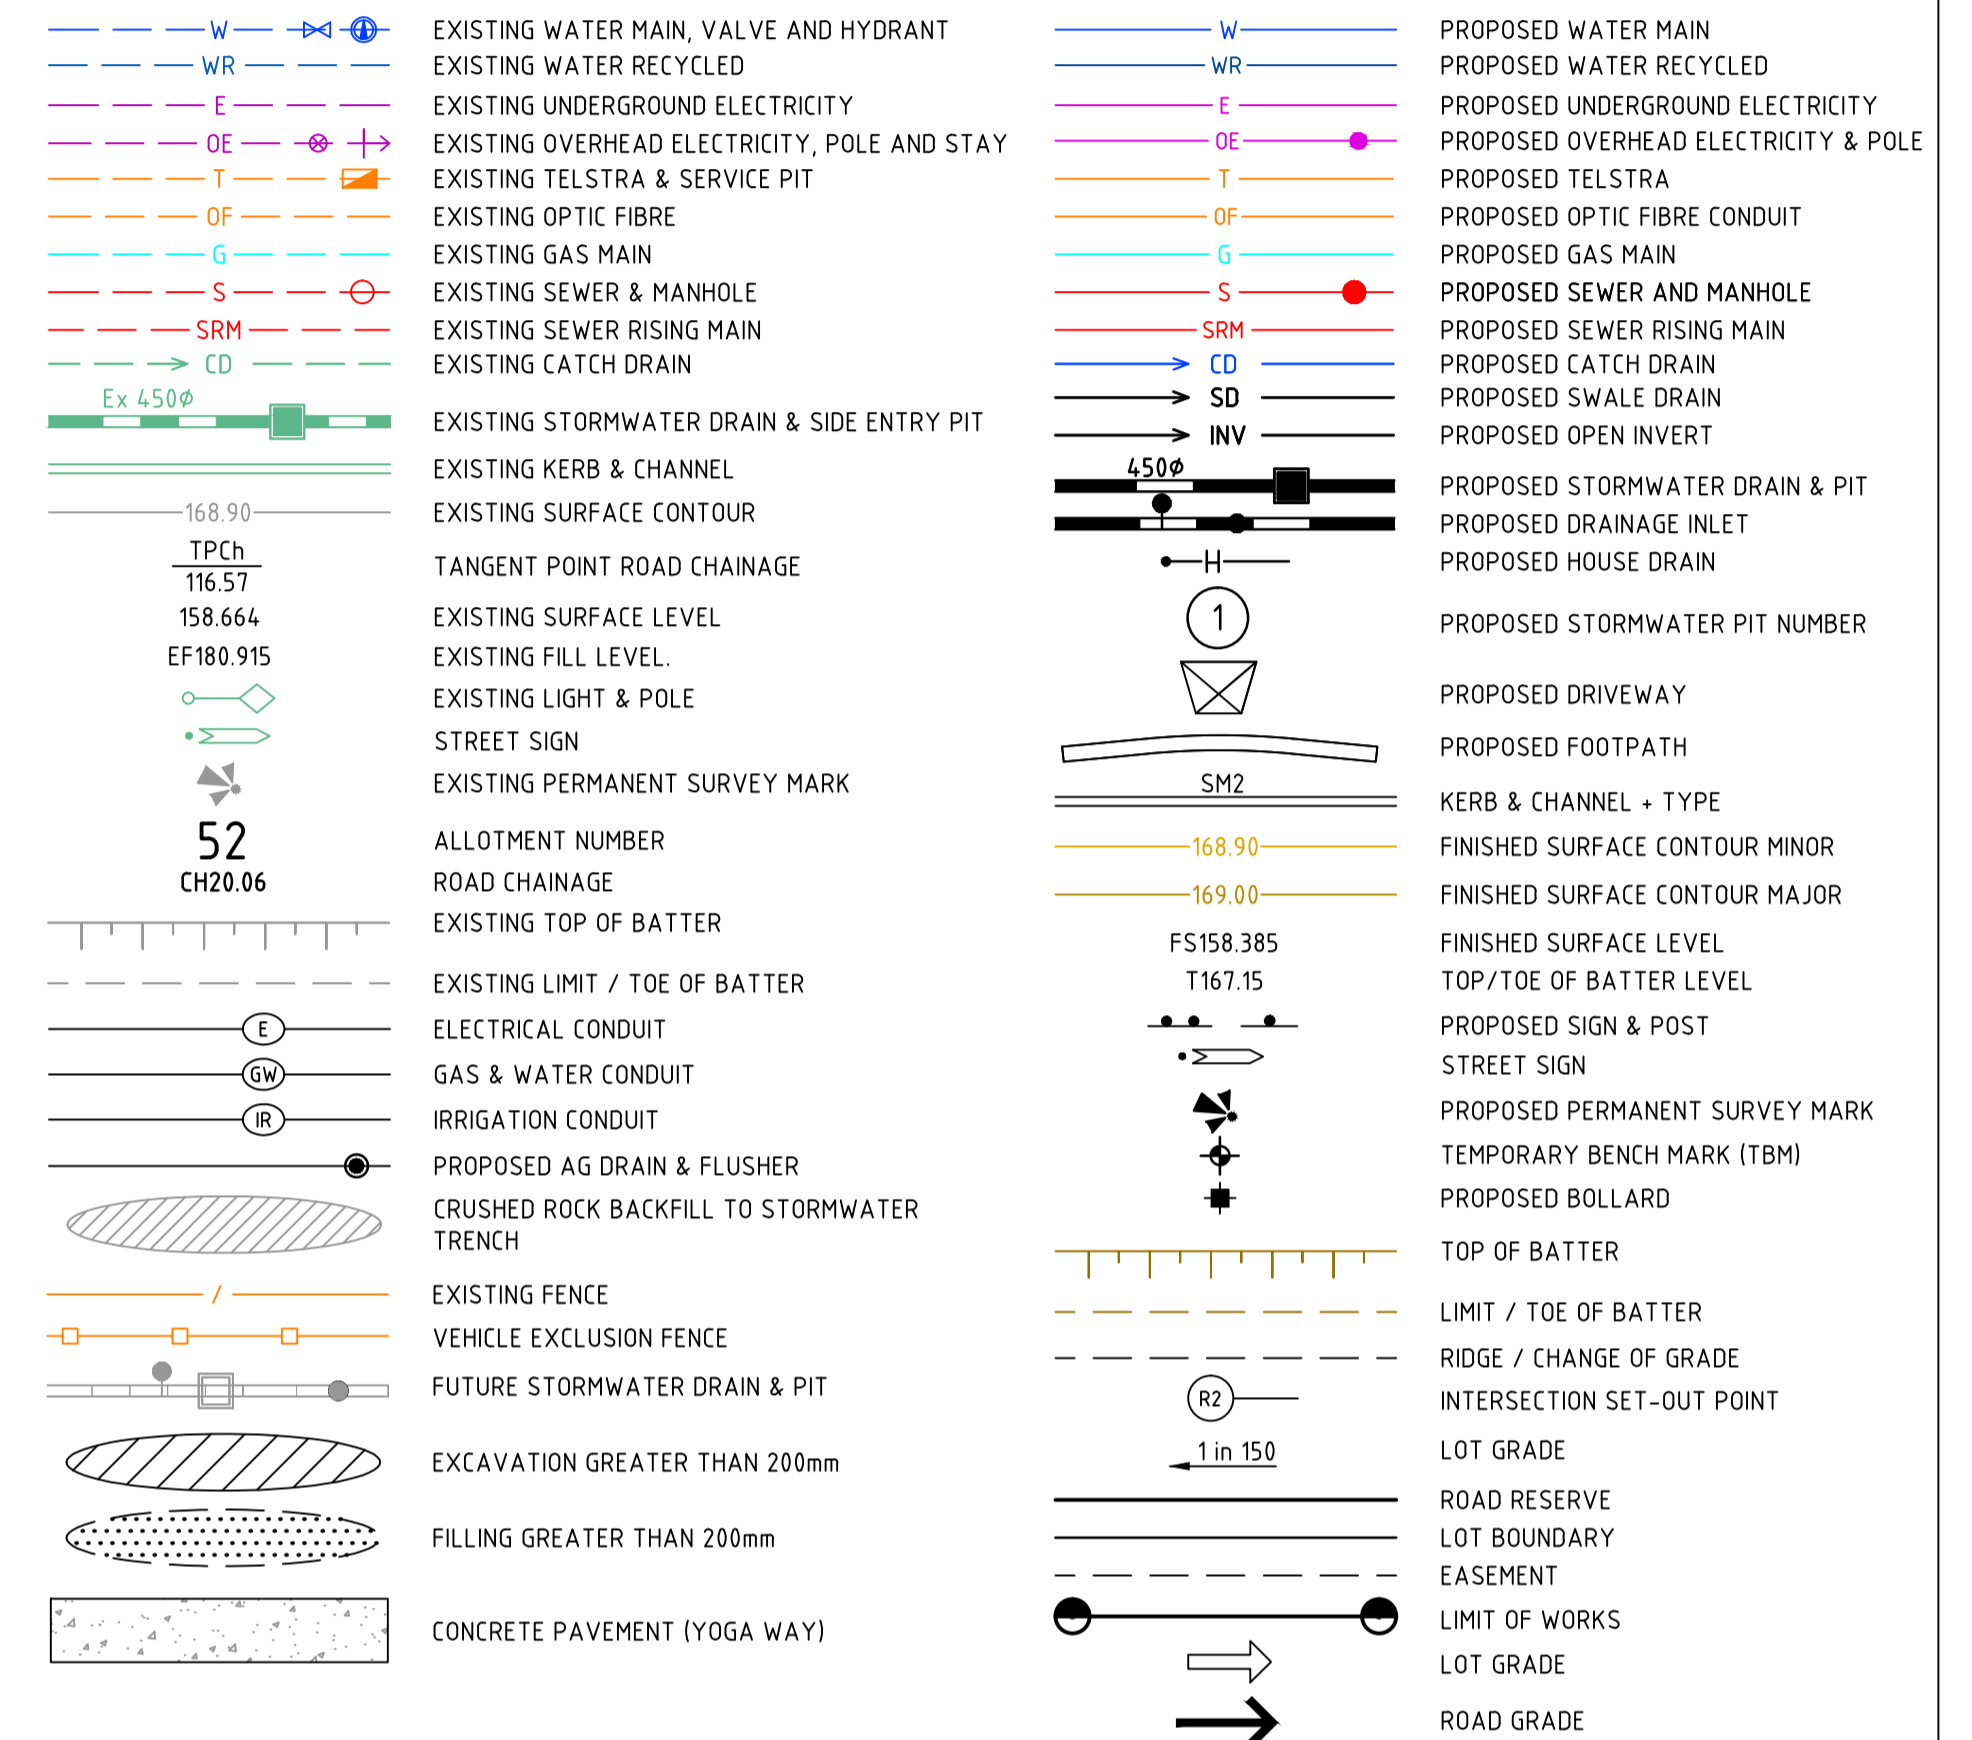 W EXISTING WATER MAIN, VALVE AND HYDRANT
WR EXISTING WATER RECYCLED
E EXISTING UNDERGROUND ELECTRICITY
OE EXISTING OVERHEAD ELECTRICITY, POLE AND STAY
T EXISTING TELSTRA & SERVICE PIT
OF EXISTING OPTIC FIBRE
G EXISTING GAS MAIN
S EXISTING SEWER & MANHOLE
SRM EXISTING SEWER RISING MAIN
CD EXISTING CATCH DRAIN
Ex 450Ø
EXISTING STORMWATER DRAIN & SIDE ENTRY PIT
EXISTING KERB & CHANNEL
168.90 EXISTING SURFACE CONTOUR
TPCh
116.57
TANGENT POINT ROAD CHAINAGE
158.664 EXISTING SURFACE LEVEL
EF180.915 EXISTING FILL LEVEL.
EXISTING LIGHT & POLE
STREET SIGN
EXISTING PERMANENT SURVEY MARK
52 ALLOTMENT NUMBER
CH20.06 ROAD CHAINAGE
EXISTING TOP OF BATTER
EXISTING LIMIT / TOE OF BATTER
E ELECTRICAL CONDUIT
GW GAS & WATER CONDUIT
IR IRRIGATION CONDUIT
PROPOSED AG DRAIN & FLUSHER
CRUSHED ROCK BACKFILL TO STORMWATER
TRENCH
/ EXISTING FENCE
VEHICLE EXCLUSION FENCE
FUTURE STORMWATER DRAIN & PIT
EXCAVATION GREATER THAN 200mm
FILLING GREATER THAN 200mm
CONCRETE PAVEMENT (YOGA WAY)
W PROPOSED WATER MAIN
WR PROPOSED WATER RECYCLED
E PROPOSED UNDERGROUND ELECTRICITY
OE PROPOSED OVERHEAD ELECTRICITY & POLE
T PROPOSED TELSTRA
OF PROPOSED OPTIC FIBRE CONDUIT
G PROPOSED GAS MAIN
S PROPOSED SEWER AND MANHOLE
SRM PROPOSED SEWER RISING MAIN
CD PROPOSED CATCH DRAIN
SD PROPOSED SWALE DRAIN
INV PROPOSED OPEN INVERT
450Ø
PROPOSED STORMWATER DRAIN & PIT
PROPOSED DRAINAGE INLET
H PROPOSED HOUSE DRAIN
1 PROPOSED STORMWATER PIT NUMBER
PROPOSED DRIVEWAY
PROPOSED FOOTPATH
SM2
KERB & CHANNEL + TYPE
168.90 FINISHED SURFACE CONTOUR MINOR
169.00 FINISHED SURFACE CONTOUR MAJOR
FS158.385 FINISHED SURFACE LEVEL
T167.15 TOP/TOE OF BATTER LEVEL
PROPOSED SIGN & POST
STREET SIGN
PROPOSED PERMANENT SURVEY MARK
TEMPORARY BENCH MARK (TBM)
PROPOSED BOLLARD
TOP OF BATTER
LIMIT / TOE OF BATTER
RIDGE / CHANGE OF GRADE
R2 INTERSECTION SET-OUT POINT
1 in 150 LOT GRADE
ROAD RESERVE
LOT BOUNDARY
EASEMENT
LIMIT OF WORKS
LOT GRADE
ROAD GRADE